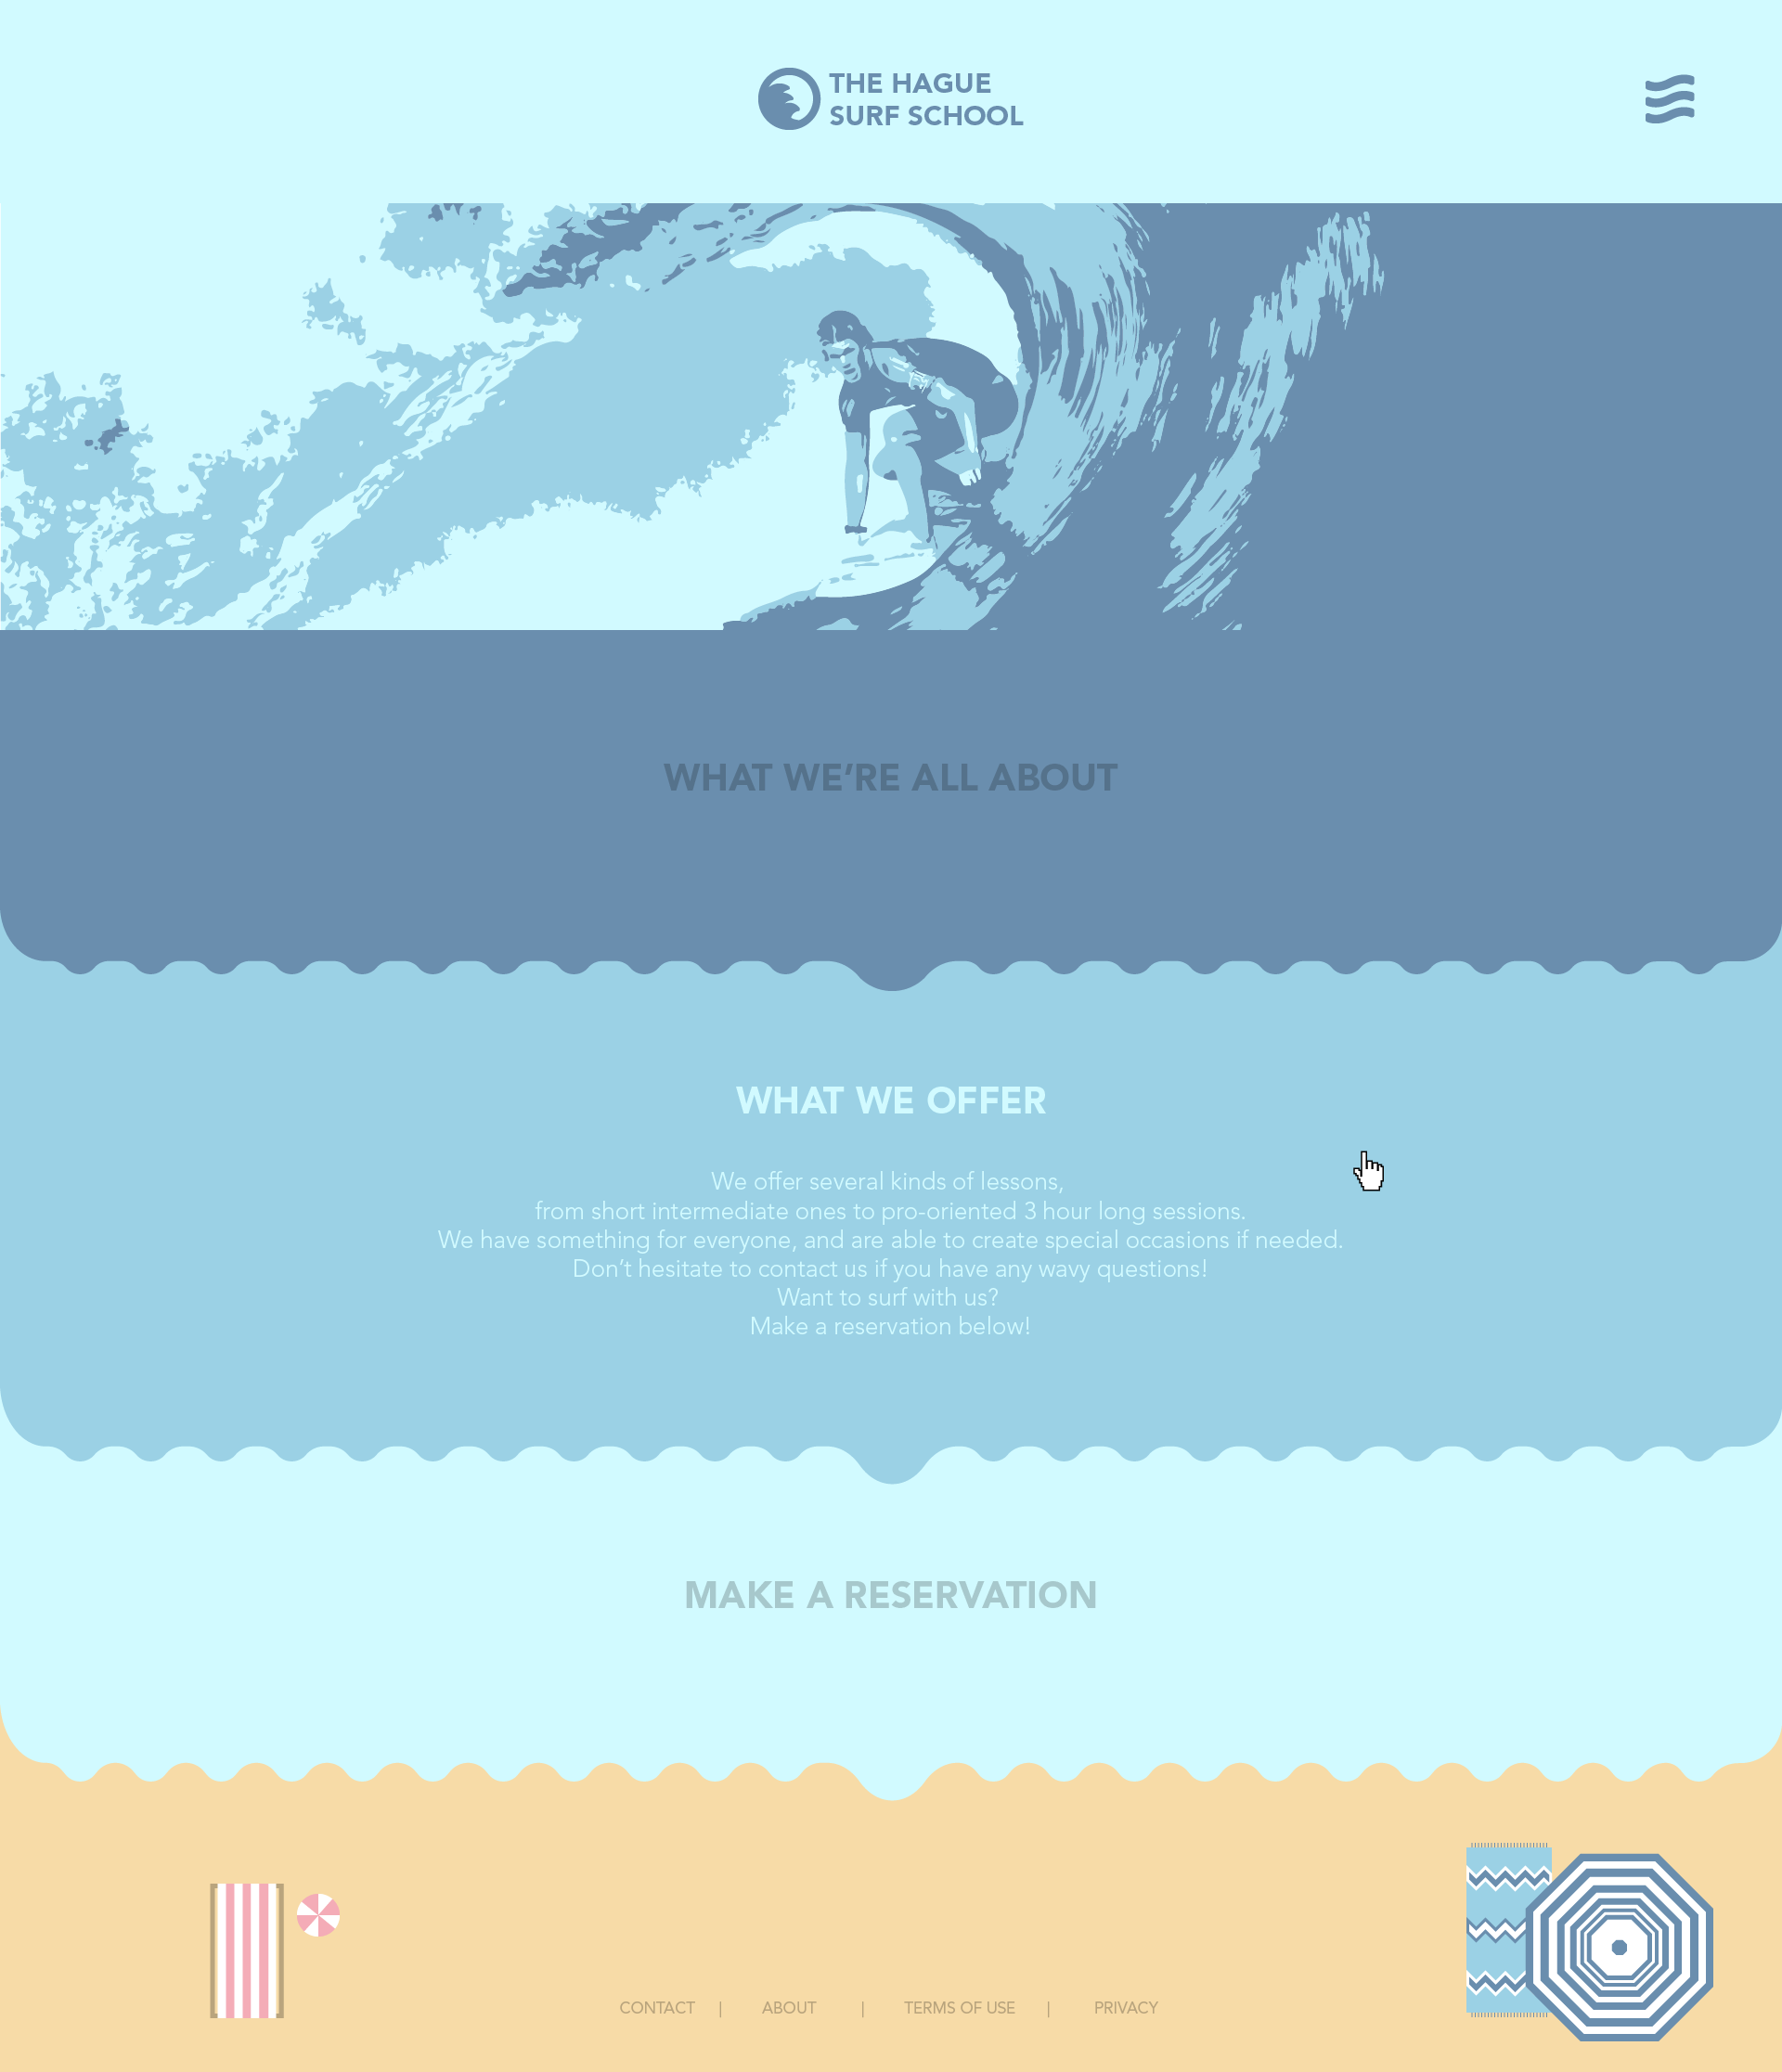 THE HAGUE
SURF SCHOOL
WHAT WE’RE ALL ABOUT
WHAT WE OFFER
We offer several kinds of lessons,
from short intermediate ones to pro-oriented 3 hour long sessions.
We have something for everyone, and are able to create special occasions if needed.
Don’t hesitate to contact us if you have any wavy questions!
Want to surf with us?
Make a reservation below!
MAKE A RESERVATION
CONTACT | ABOUT | TERMS OF USE | PRIVACY